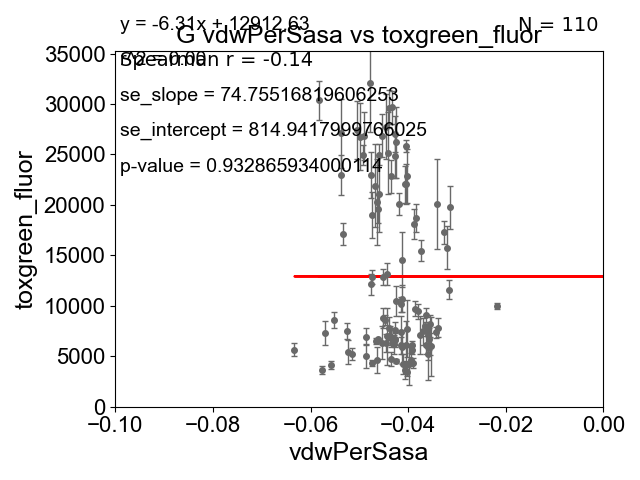 y = -6.31x + 12912.63
N = 110
G vdwPerSasa vs toxgreen_fluor
r^2 = 0.00
Spearman r = -0.14
se_slope = 74.75516819606253
se_intercept = 814.9417999766025
p-value = 0.932865934000114
35000
30000
25000
20000
15000
10000
5000
0
toxgreen_fluor
−0.10
−0.08
−0.06
−0.04
−0.02
0.00
vdwPerSasa